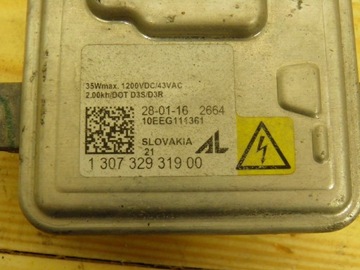 35Wmax. 1200VDC/43VAC
2.00kh/DOT D3S/D3R
28-01-16 2664
10EEG111361
SLOVAKIA
21
AL
1 307 329 319 00